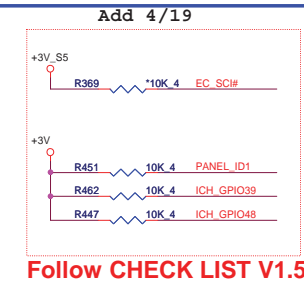 Add 4/19
+3V_S5
R369 *10K_4 EC_SCI#
+3V
R451 10K_4 PANEL_ID1
R462 10K_4 ICH_GPIO39
R447 10K_4 ICH_GPIO48
Follow CHECK LIST V1.5